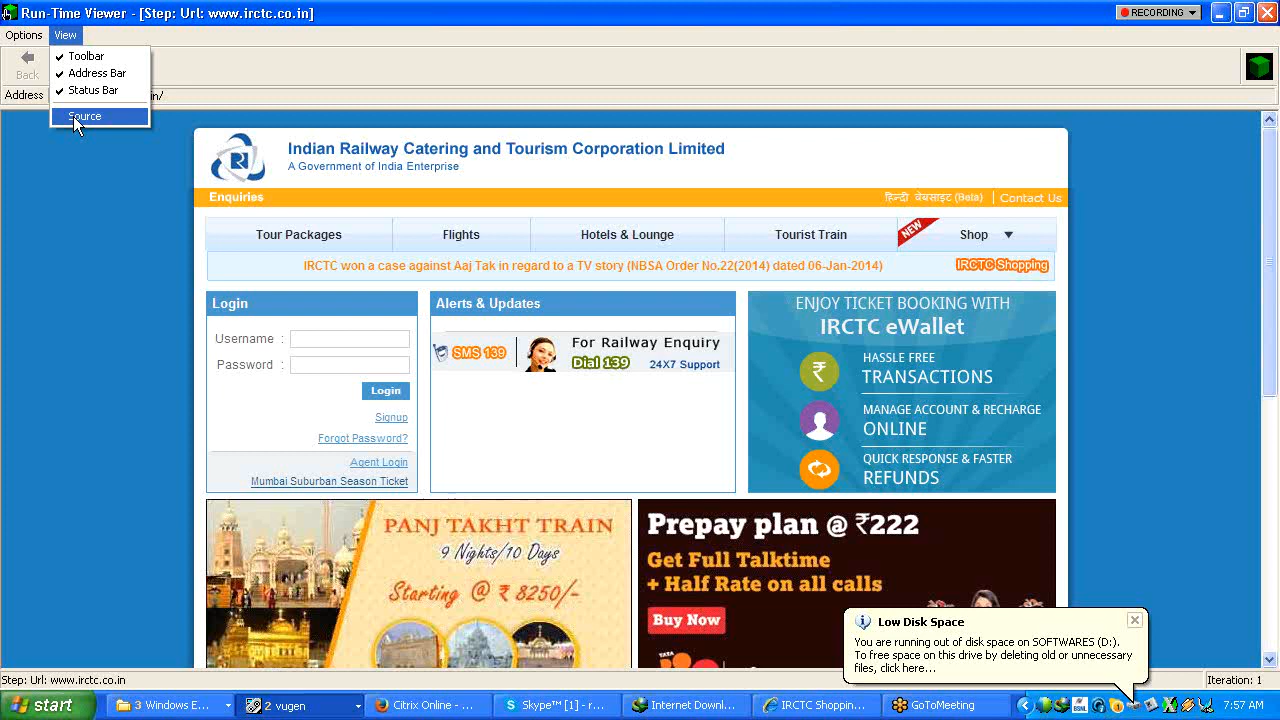 Run-Time Viewer - [Step: Url: www.irctc.co.in]
RECORDING
Options View
Toolbar
Address Bar
Status Bar
Source
Back
Address
in/
Indian Railway Catering and Tourism Corporation Limited
A Government of India Enterprise
Enquiries
हिन्दी वेबसाइट (Beta) | Contact Us
Tour Packages
Flights
Hotels & Lounge
Tourist Train
NEW
Shop
IRCTC won a case against Aaj Tak in regard to a TV story (NBSA Order No.22(2014) dated 06-Jan-2014)
IRCTC Shopping
Login
Username :
Password :
Login
Signup
Forgot Password?
Agent Login
Mumbai Suburban Season Ticket
Alerts & Updates
SMS 139
For Railway Enquiry
Dial 139
24X7 Support
ENJOY TICKET BOOKING WITH
IRCTC eWallet
HASSLE FREE
TRANSACTIONS
MANAGE ACCOUNT & RECHARGE
ONLINE
QUICK RESPONSE & FASTER
REFUNDS
PANJ TAKHT TRAIN
9 Nights/10 Days
Starting @ ₹ 8250/-
Prepay plan @ ₹222
Get Full Talktime
+ Half Rate on all calls
Buy Now
TATA
Low Disk Space
You are running out of disk space on SOFTWARES (D:).
To free space on this drive by deleting old or unnecessary
files, click here...
Step: Url: www.irctc.co.in
Iteration: 1
start
3 Windows E...
2 vugen
Citrix Online - ...
Skype™ [1] - r...
Internet Downl...
IRCTC Shoppin...
GoToMeeting
7:57 AM